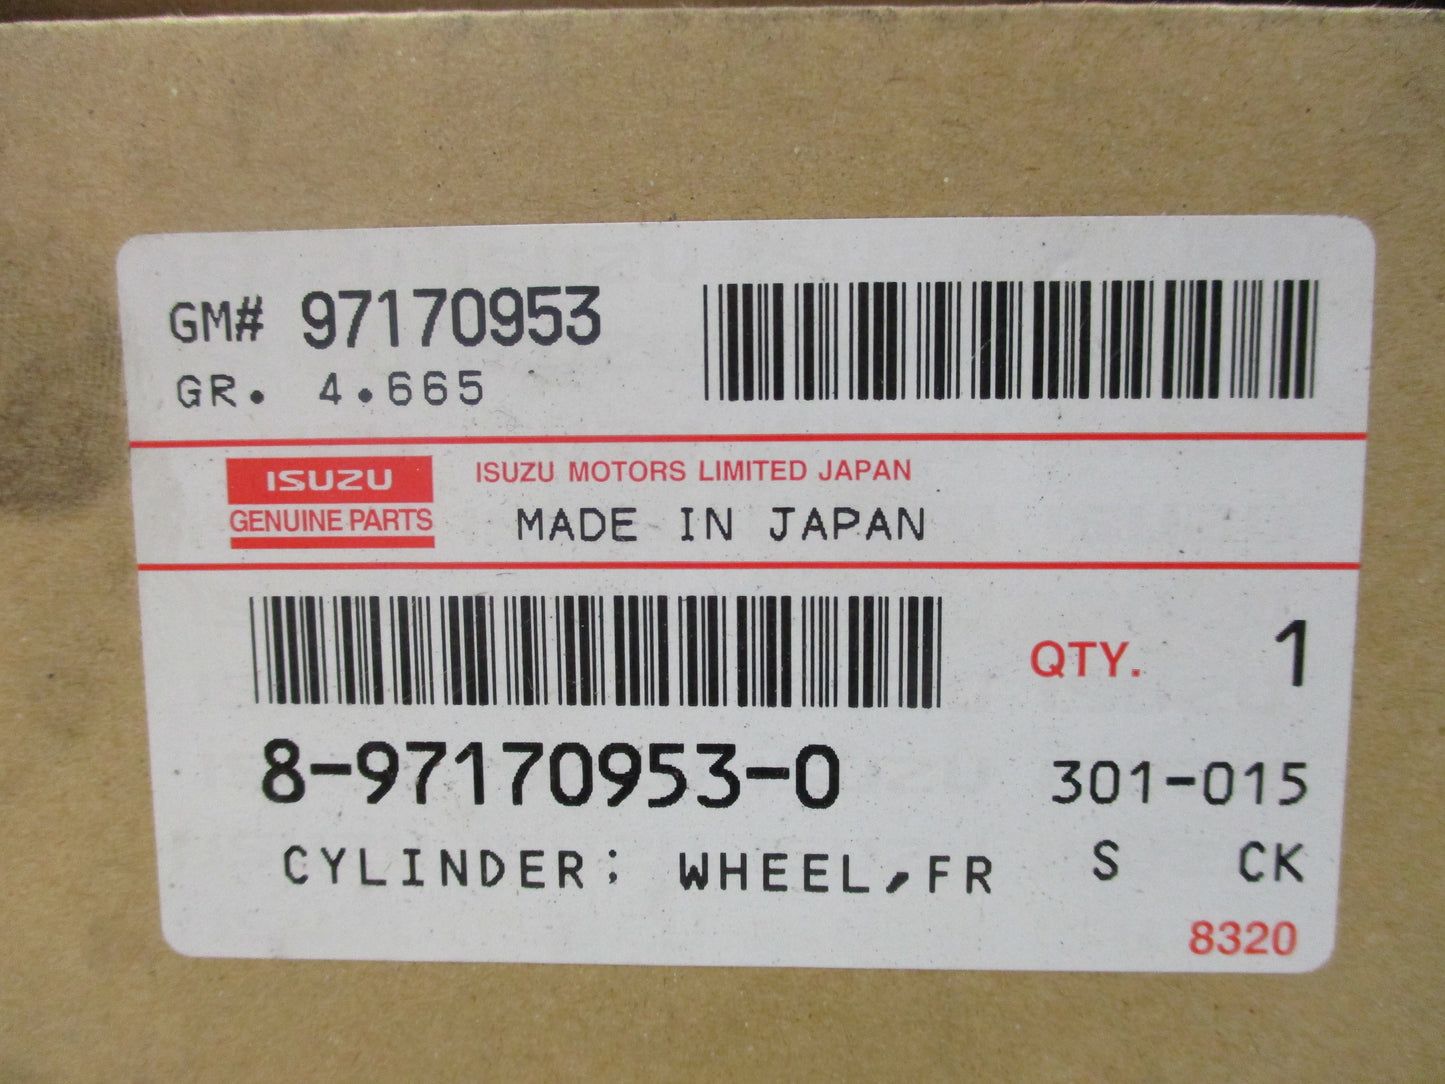 GM# 97170953
GR. 4.665
ISUZU
GENUINE PARTS
ISUZU MOTORS LIMITED JAPAN
MADE IN JAPAN
QTY. 1
8-97170953-0
301-015
CYLINDER; WHEEL,FR
S CK
8320